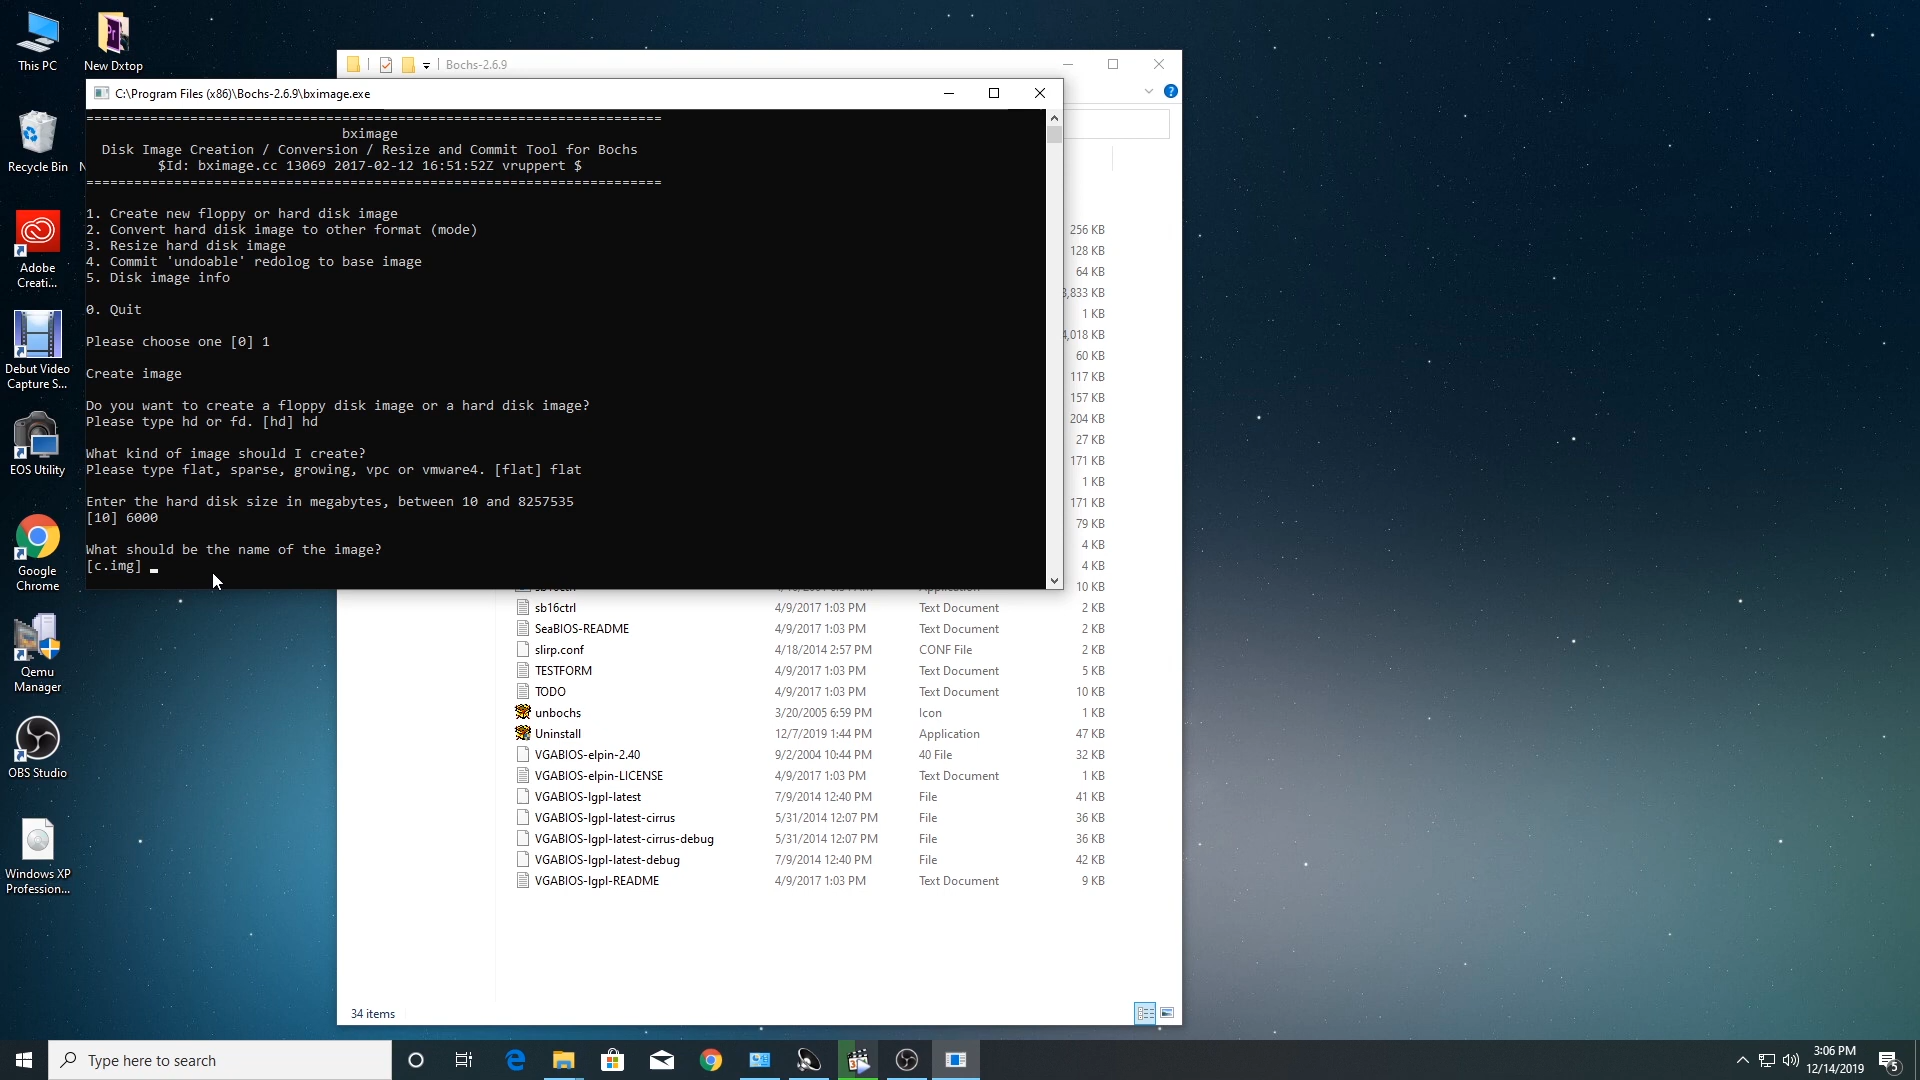 This PC
New Dxtop
Recycle Bin
N
Adobe
Creati...
Debut Video
Capture S...
EOS Utility
Google
Chrome
Qemu
Manager
OBS Studio
Windows XP
Profession...
Bochs-2.6.9
C:\Program Files (x86)\Bochs-2.6.9\bximage.exe
========================================================================
bximage
Disk Image Creation / Conversion / Resize and Commit Tool for Bochs
$Id: bximage.cc 13069 2017-02-12 16:51:52Z vruppert $
========================================================================
1. Create new floppy or hard disk image
2. Convert hard disk image to other format (mode)
3. Resize hard disk image
4. Commit 'undoable' redolog to base image
5. Disk image info
0. Quit
Please choose one [0] 1
Create image
Do you want to create a floppy disk image or a hard disk image?
Please type hd or fd. [hd] hd
What kind of image should I create?
Please type flat, sparse, growing, vpc or vmware4. [flat] flat
Enter the hard disk size in megabytes, between 10 and 8257535
[10] 6000
What should be the name of the image?
[c.img]
256 KB
128 KB
64 KB
,833 KB
1 KB
,018 KB
60 KB
117 KB
157 KB
204 KB
27 KB
171 KB
1 KB
171 KB
79 KB
4 KB
4 KB
10 KB
sb16ctrl 4/9/2017 1:03 PM Text Document 2 KB
SeaBIOS-README 4/9/2017 1:03 PM Text Document 2 KB
slirp.conf 4/18/2014 2:57 PM CONF File 2 KB
TESTFORM 4/9/2017 1:03 PM Text Document 5 KB
TODO 4/9/2017 1:03 PM Text Document 10 KB
unbochs 3/20/2005 6:59 PM Icon 1 KB
Uninstall 12/7/2019 1:44 PM Application 47 KB
VGABIOS-elpin-2.40 9/2/2004 10:44 PM 40 File 32 KB
VGABIOS-elpin-LICENSE 4/9/2017 1:03 PM Text Document 1 KB
VGABIOS-lgpl-latest 7/9/2014 12:40 PM File 41 KB
VGABIOS-lgpl-latest-cirrus 5/31/2014 12:07 PM File 36 KB
VGABIOS-lgpl-latest-cirrus-debug 5/31/2014 12:07 PM File 36 KB
VGABIOS-lgpl-latest-debug 7/9/2014 12:40 PM File 42 KB
VGABIOS-lgpl-README 4/9/2017 1:03 PM Text Document 9 KB
34 items
Type here to search
3:06 PM
12/14/2019
5